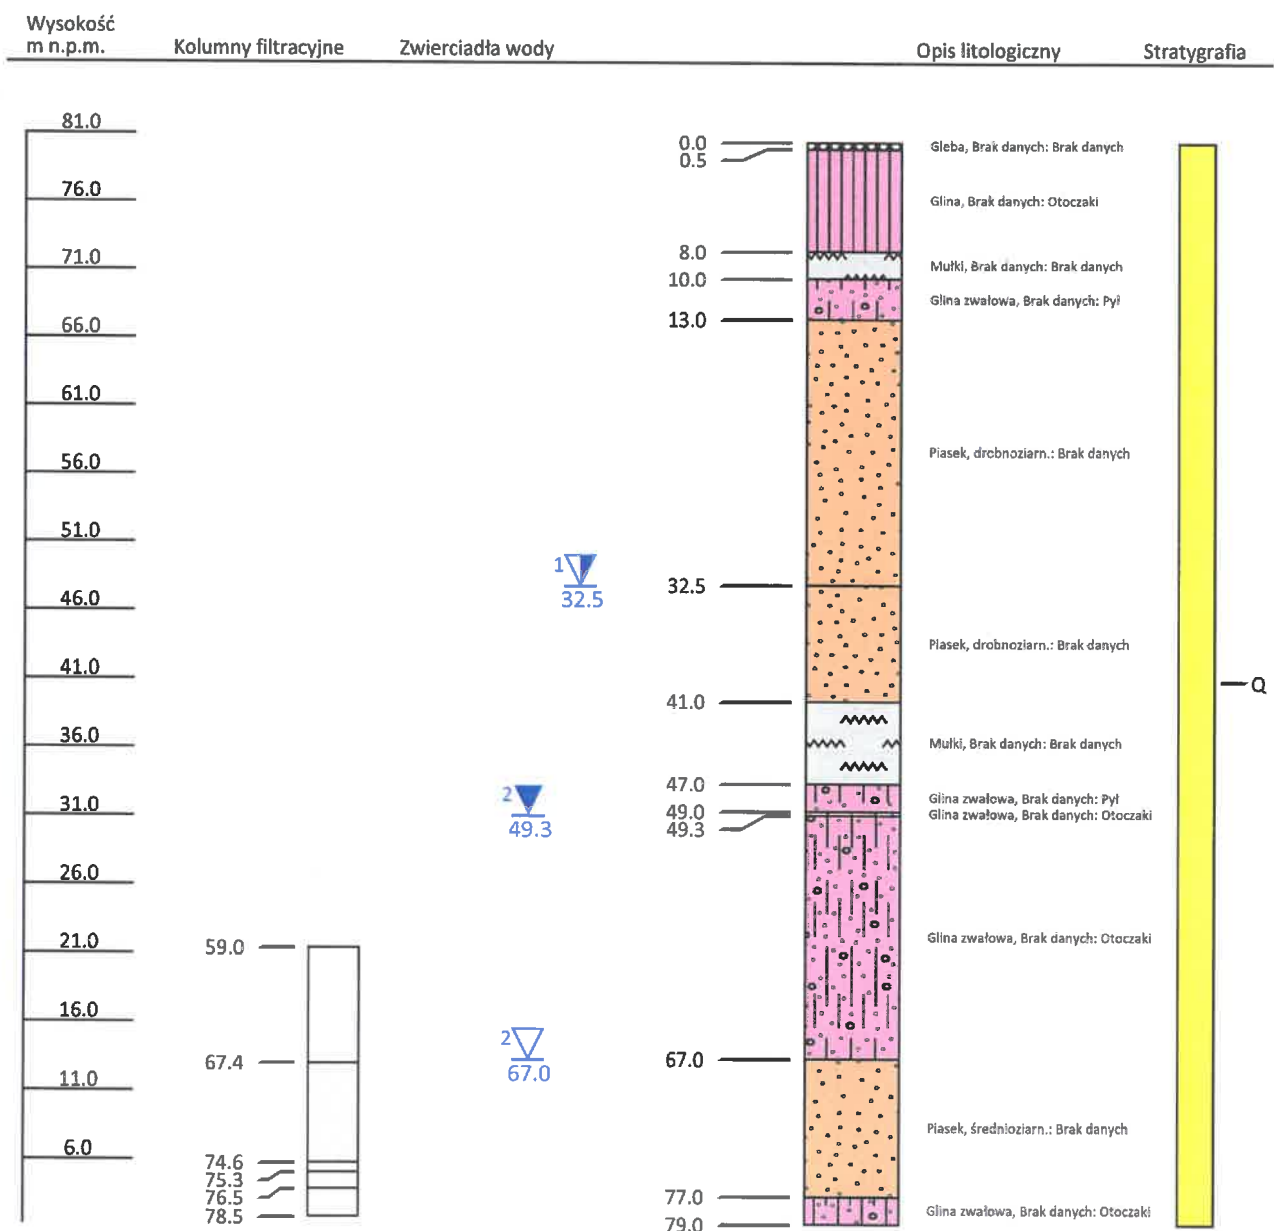 Wysokość
m n.p.m.
Kolumny filtracyjne
Zwierciadła wody
Opis litologiczny
Stratygrafia
81.0
76.0
71.0
66.0
61.0
56.0
51.0
46.0
41.0
36.0
31.0
26.0
21.0
16.0
11.0
6.0
59.0
67.4
74.6
75.3
76.5
78.5
1
32.5
2
49.3
2
67.0
0.0
0.5
8.0
10.0
13.0
32.5
41.0
47.0
49.0
49.3
67.0
77.0
79.0
Gleba, Brak danych: Brak danych
Glina, Brak danych: Otoczaki
Mułki, Brak danych: Brak danych
Glina zwałowa, Brak danych: Pył
Piasek, drobnoziarn.: Brak danych
Piasek, drobnoziarn.: Brak danych
Mułki, Brak danych: Brak danych
Glina zwałowa, Brak danych: Pył
Glina zwałowa, Brak danych: Otoczaki
Glina zwałowa, Brak danych: Otoczaki
Piasek, średnioziarn.: Brak danych
Glina zwałowa, Brak danych: Otoczaki
Q